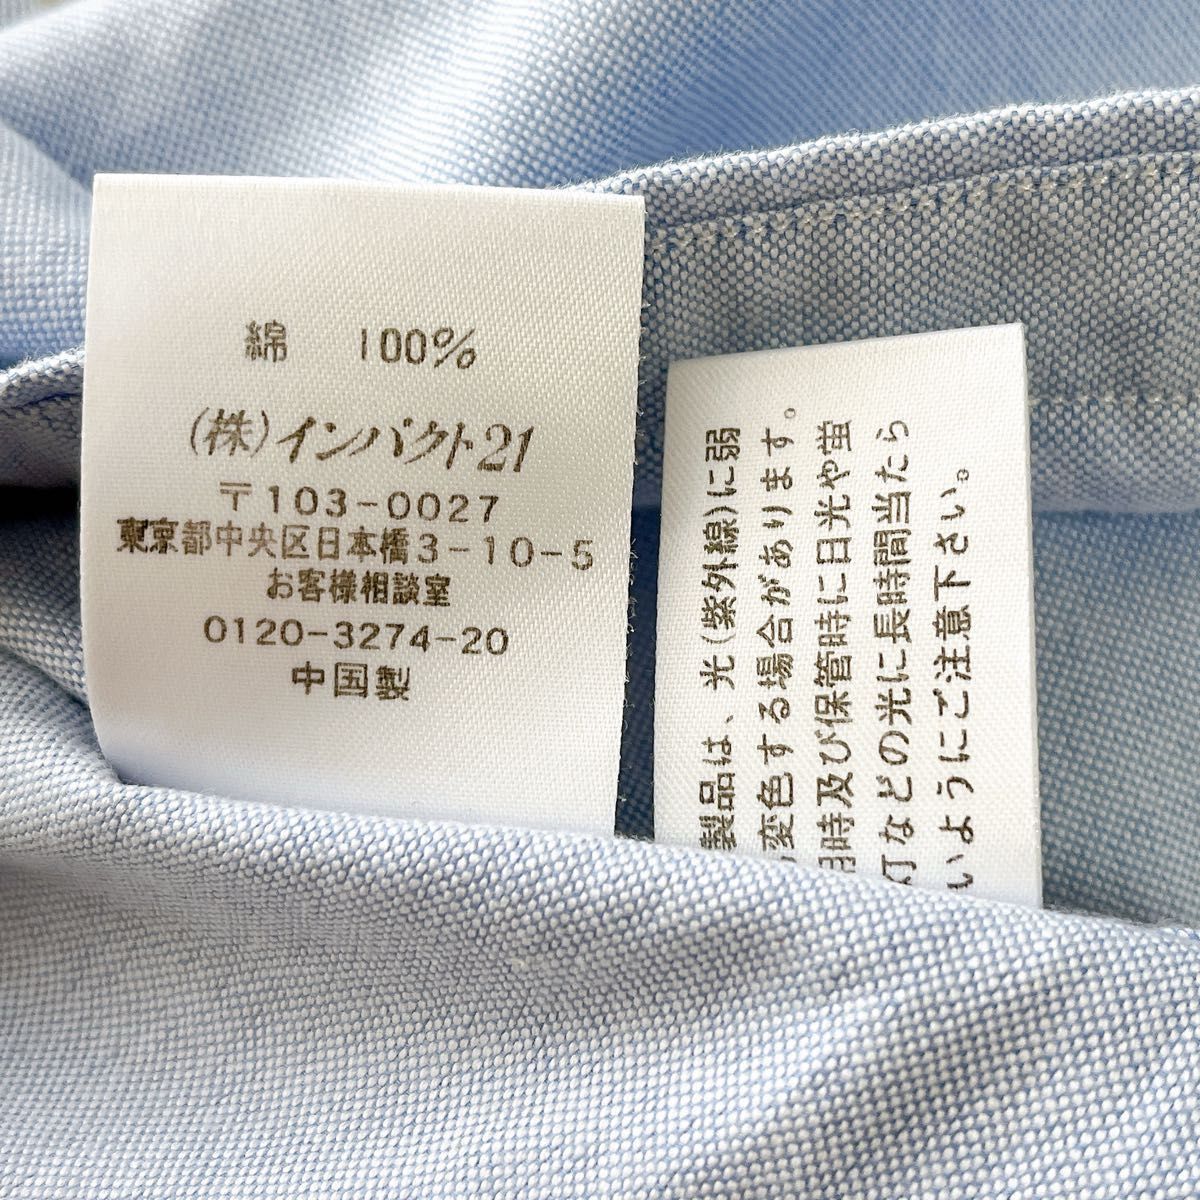 綿 100%
(株)インパクト21
〒103-0027
東京都中央区日本橋3-10-5
お客様相談室
0120-3274-20
中国製
製品は、光(紫外線)に弱
変色する場合があります。
用時及び保管時に日光や蛍
灯などの光に長時間当たら
いようにご注意下さい。